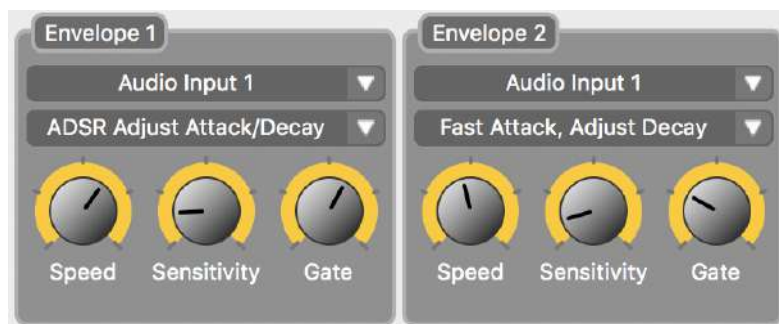 Envelope 1
Audio Input 1
ADSR Adjust Attack/Decay
Speed Sensitivity Gate
Envelope 2
Audio Input 1
Fast Attack, Adjust Decay
Speed Sensitivity Gate